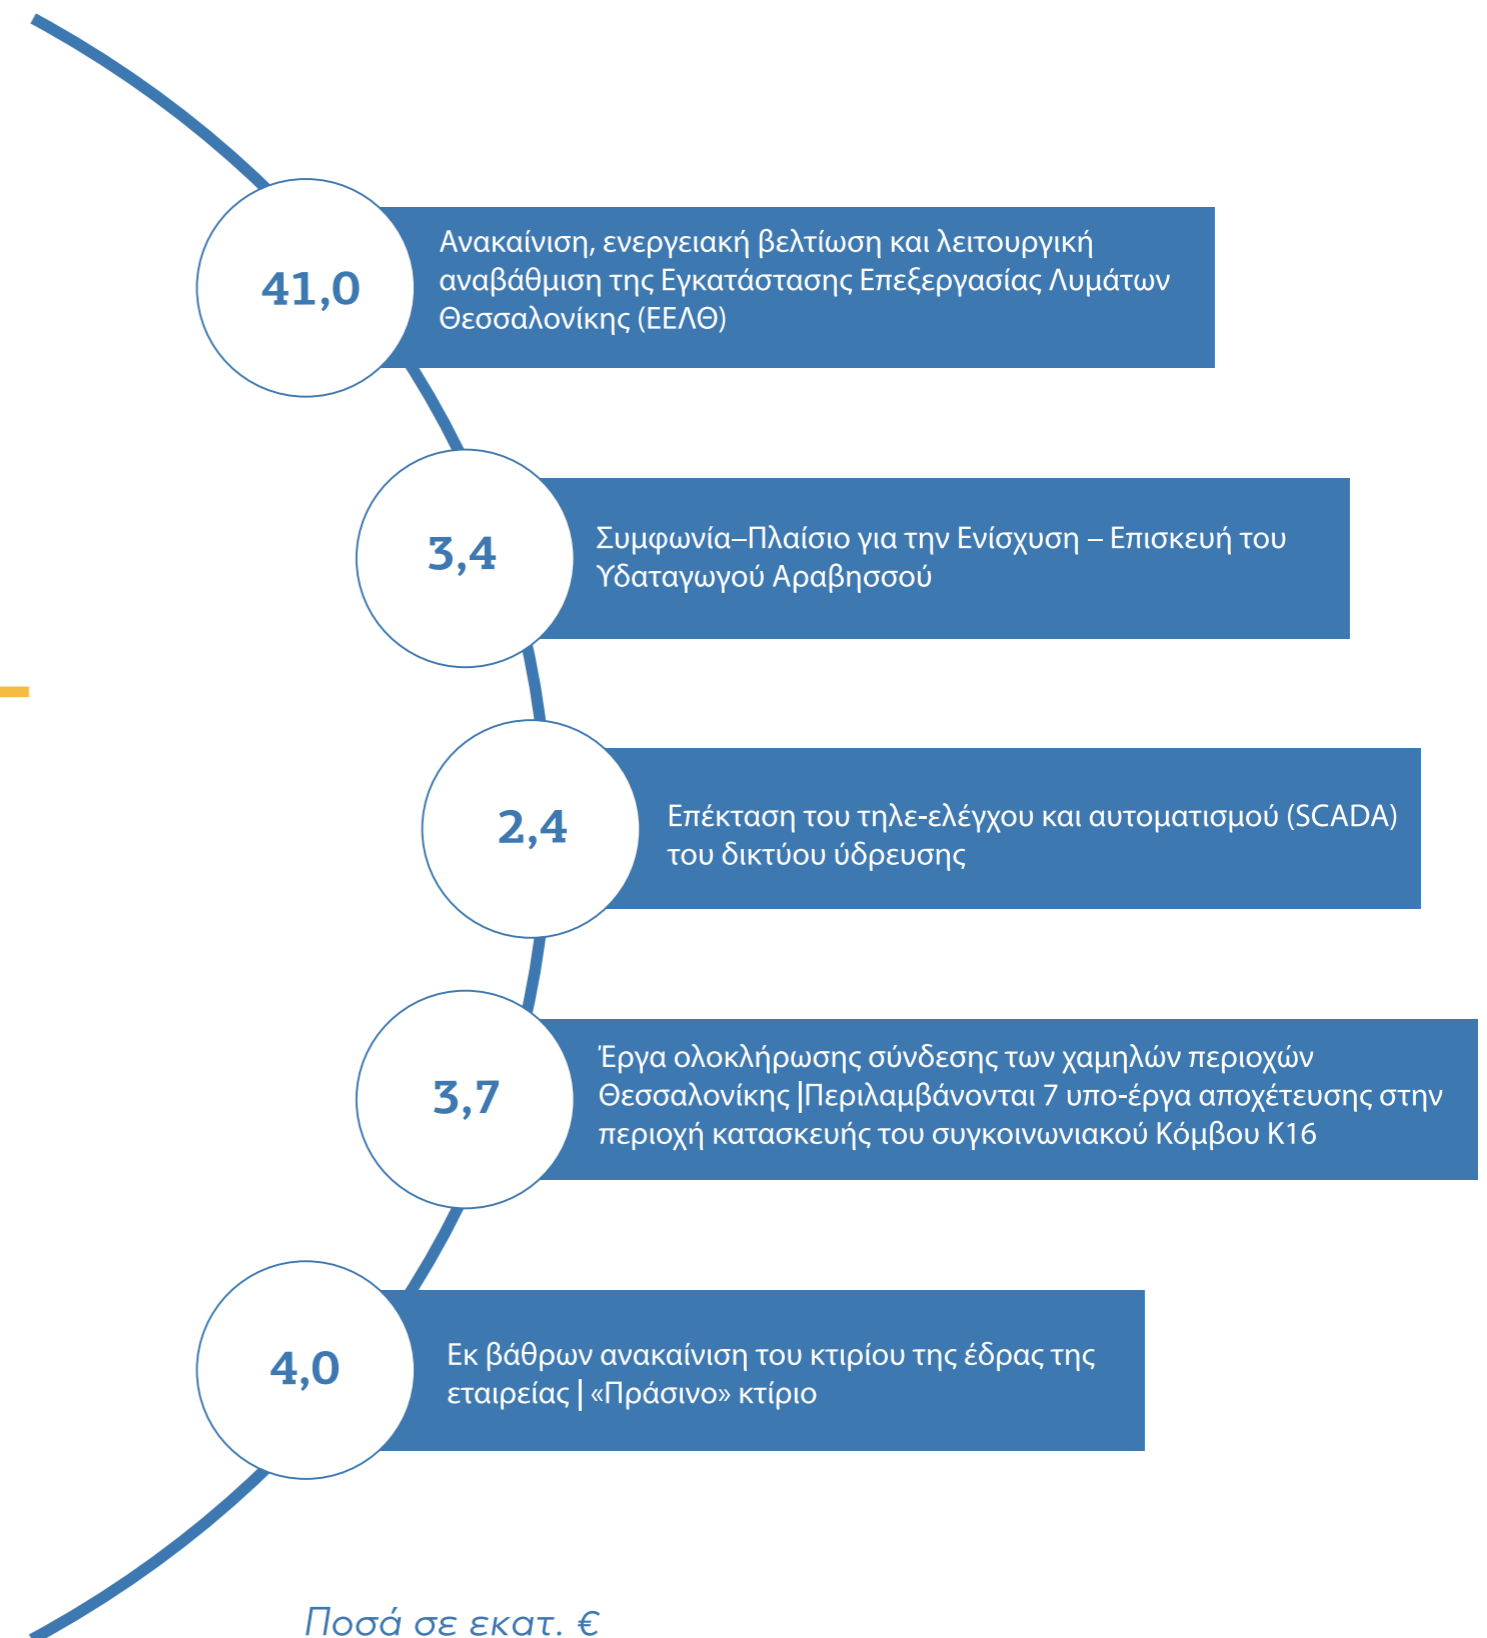 41,0
Ανακαίνιση, ενεργειακή βελτίωση και λειτουργική
αναβάθμιση της Εγκατάστασης Επεξεργασίας Λυμάτων
Θεσσαλονίκης (ΕΕΛΘ)
3,4
Συμφωνία–Πλαίσιο για την Ενίσχυση – Επισκευή του
Υδαταγωγού Αραβησσού
2,4
Επέκταση του τηλε-ελέγχου και αυτοματισμού (SCADA)
του δικτύου ύδρευσης
3,7
Έργα ολοκλήρωσης σύνδεσης των χαμηλών περιοχών
Θεσσαλονίκης |Περιλαμβάνονται 7 υπο-έργα αποχέτευσης στην
περιοχή κατασκευής του συγκοινωνιακού Κόμβου Κ16
4,0
Εκ βάθρων ανακαίνιση του κτιρίου της έδρας της
εταιρείας | «Πράσινο» κτίριο
Ποσά σε εκατ. €